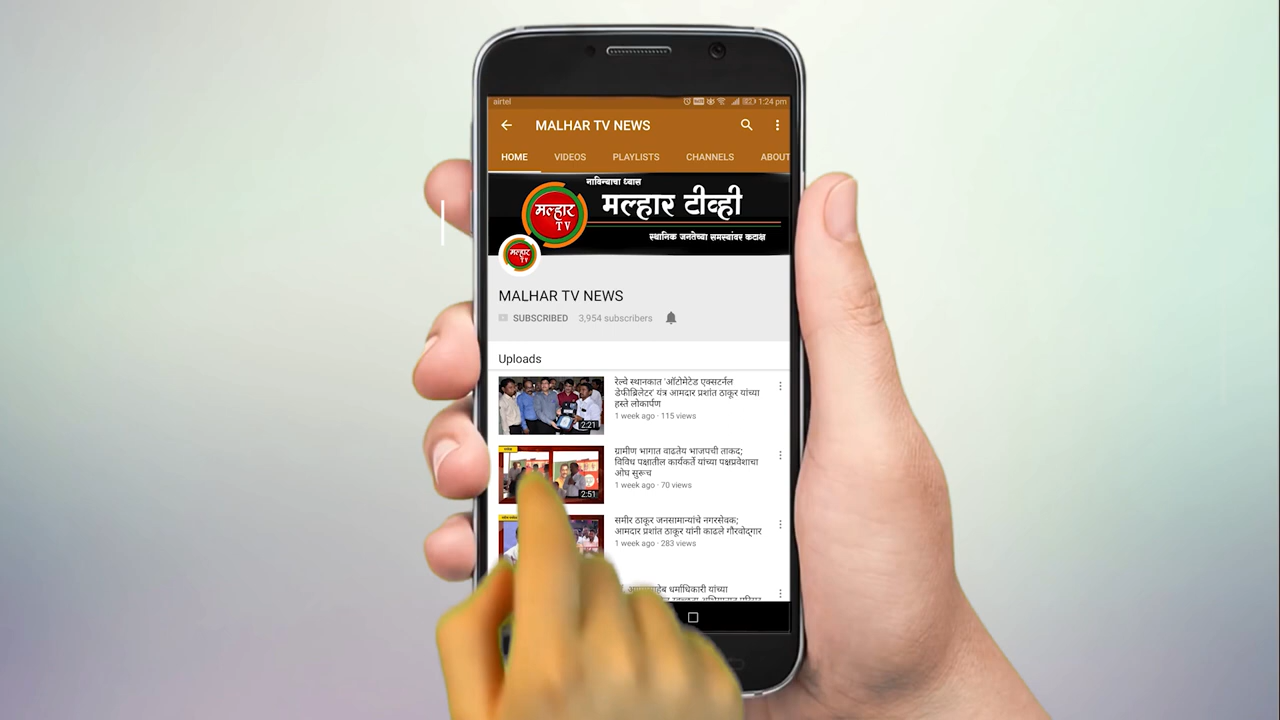 airtel 1:24 pm
MALHAR TV NEWS
HOME VIDEOS PLAYLISTS CHANNELS ABOUT
नाविन्याचा ध्यास
मल्हार टीव्ही
मल्हार
TV
स्थानिक जनतेच्या समस्यांवर कटाक्ष
मल्हार
TV
MALHAR TV NEWS
SUBSCRIBED 3,954 subscribers
Uploads
रेल्वे स्थानकात 'ऑटोमेटेड एक्सटर्नल
डेफीब्रिलेटर' यंत्र आमदार प्रशांत ठाकूर यांच्या
हस्ते लोकार्पण
1 week ago · 115 views
2:21
ग्रामीण भागात वाढतेय भाजपची ताकद;
विविध पक्षातील कार्यकर्ते यांच्या पक्षप्रवेशाचा
ओघ सुरूच
1 week ago · 70 views
2:51
समीर ठाकूर जनसामान्यांचे नगरसेवक;
आमदार प्रशांत ठाकूर यांनी काढले गौरवोद्गार
1 week ago · 283 views
धर्माधिकारी यांच्या